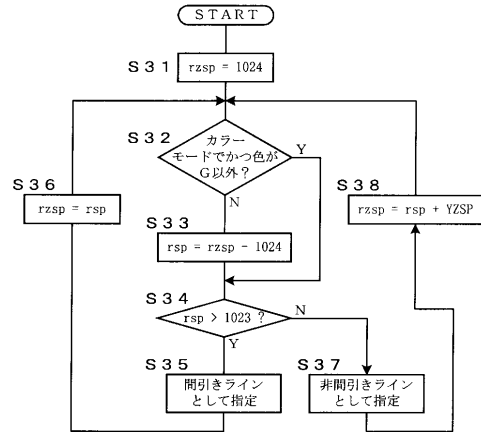 START
S31
rzsp = 1024
S32
カラー
モードでかつ色が
G以外？
Y
N
S36
rzsp = rsp
S38
rzsp = rsp + YZSP
S33
rsp = rzsp - 1024
S34
rsp > 1023 ?
N
Y
S35
間引きライン
として指定
S37
非間引きライン
として指定